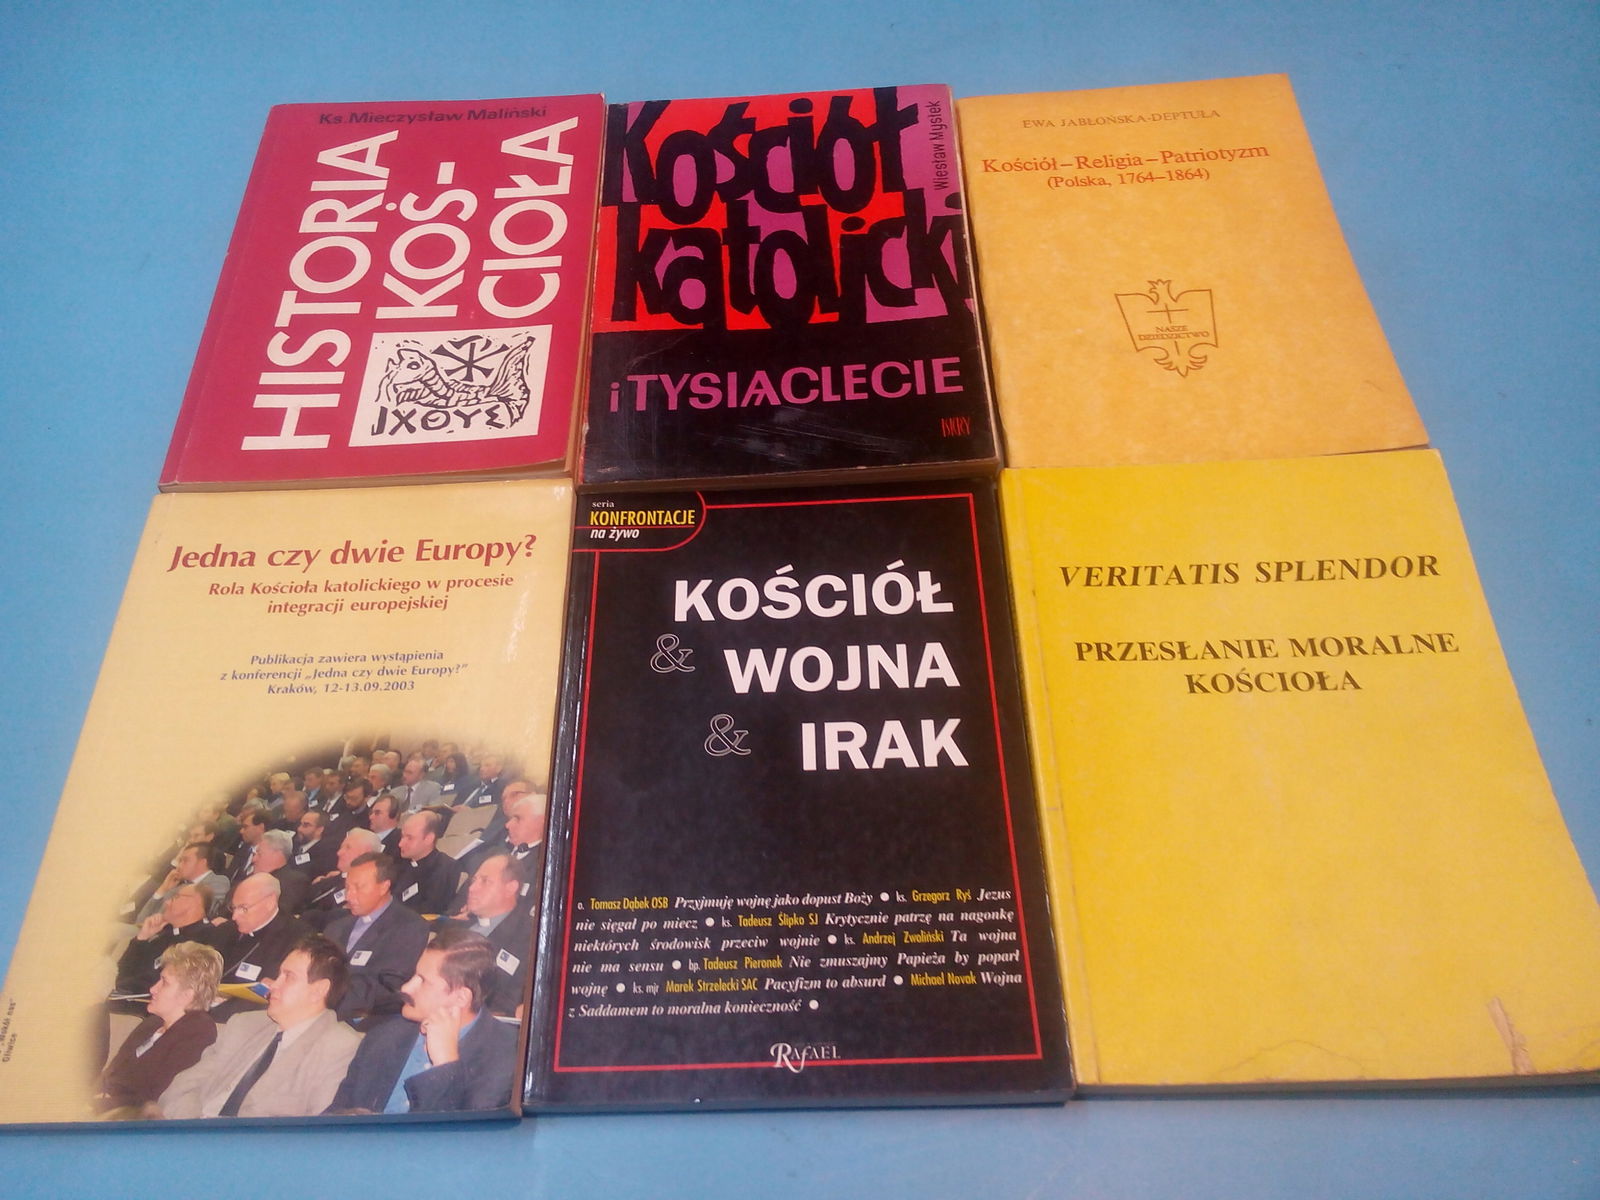 Ks. Mieczysław Maliński
HISTORIA
KOŚ-
CIOŁA
ΙΧΘΥΣ
Kościół
katolicki
Wiesław Mysłek
i TYSIĄCLECIE
ISKRY
EWA JABŁOŃSKA-DEPTUŁA
Kościół–Religia–Patriotyzm
(Polska, 1764–1864)
NASZE
DZIEDZICTWO
Jedna czy dwie Europy?
Rola Kościoła katolickiego w procesie
integracji europejskiej
Publikacja zawiera wystąpienia
z konferencji „Jedna czy dwie Europy?”
Kraków, 12-13.09.2003
„Wokół nas”
Gliwice
seria
KONFRONTACJE
na żywo
KOŚCIÓŁ
& WOJNA
& IRAK
o. Tomasz Dąbek OSB Przyjmuję wojnę jako dopust Boży ● ks. Grzegorz Ryś Jezus
nie sięgał po miecz ● ks. Tadeusz Ślipko SJ Krytycznie patrzę na nagonkę
niektórych środowisk przeciw wojnie ● ks. Andrzej Zwoliński Ta wojna
nie ma sensu ● bp. Tadeusz Pieronek Nie zmuszajmy Papieża by poparł
wojnę ● ks. mjr Marek Strzelecki SAC Pacyfizm to absurd ● Michael Novak Wojna
z Saddamem to moralna konieczność ●
RAFAEL
VERITATIS SPLENDOR
PRZESŁANIE MORALNE
KOŚCIOŁA